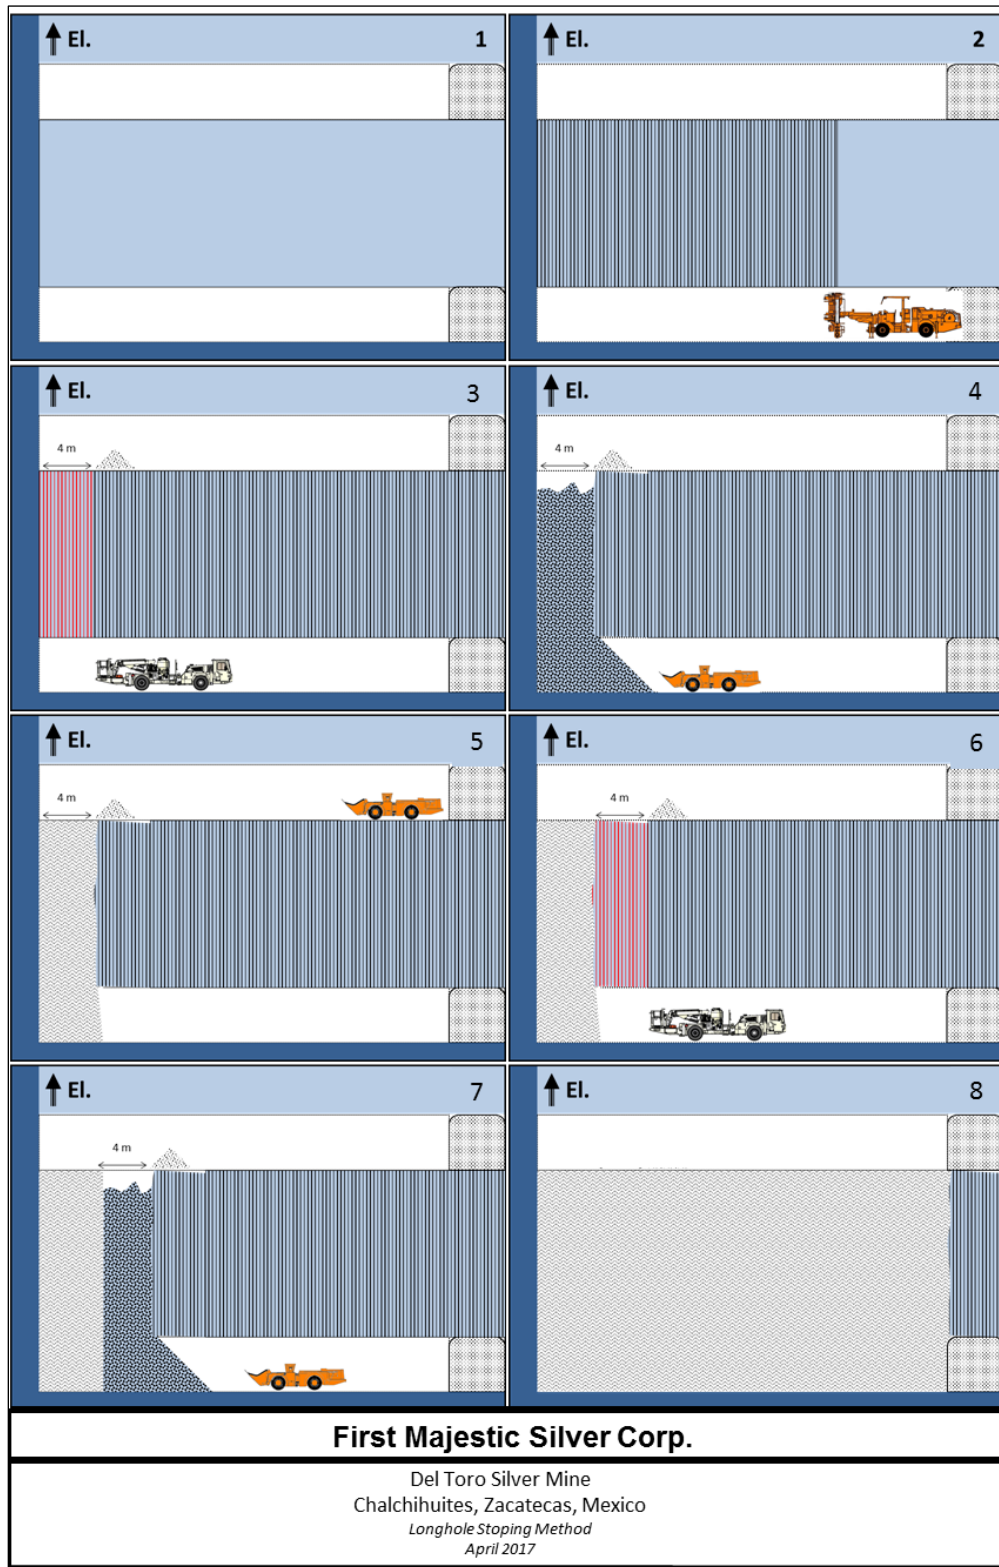 El. 1
El. 2
El. 3
4 m
El. 4
4 m
El. 5
4 m
El. 6
4 m
El. 7
4 m
El. 8
First Majestic Silver Corp.
Del Toro Silver Mine
Chalchihuites, Zacatecas, Mexico
Longhole Stoping Method
April 2017